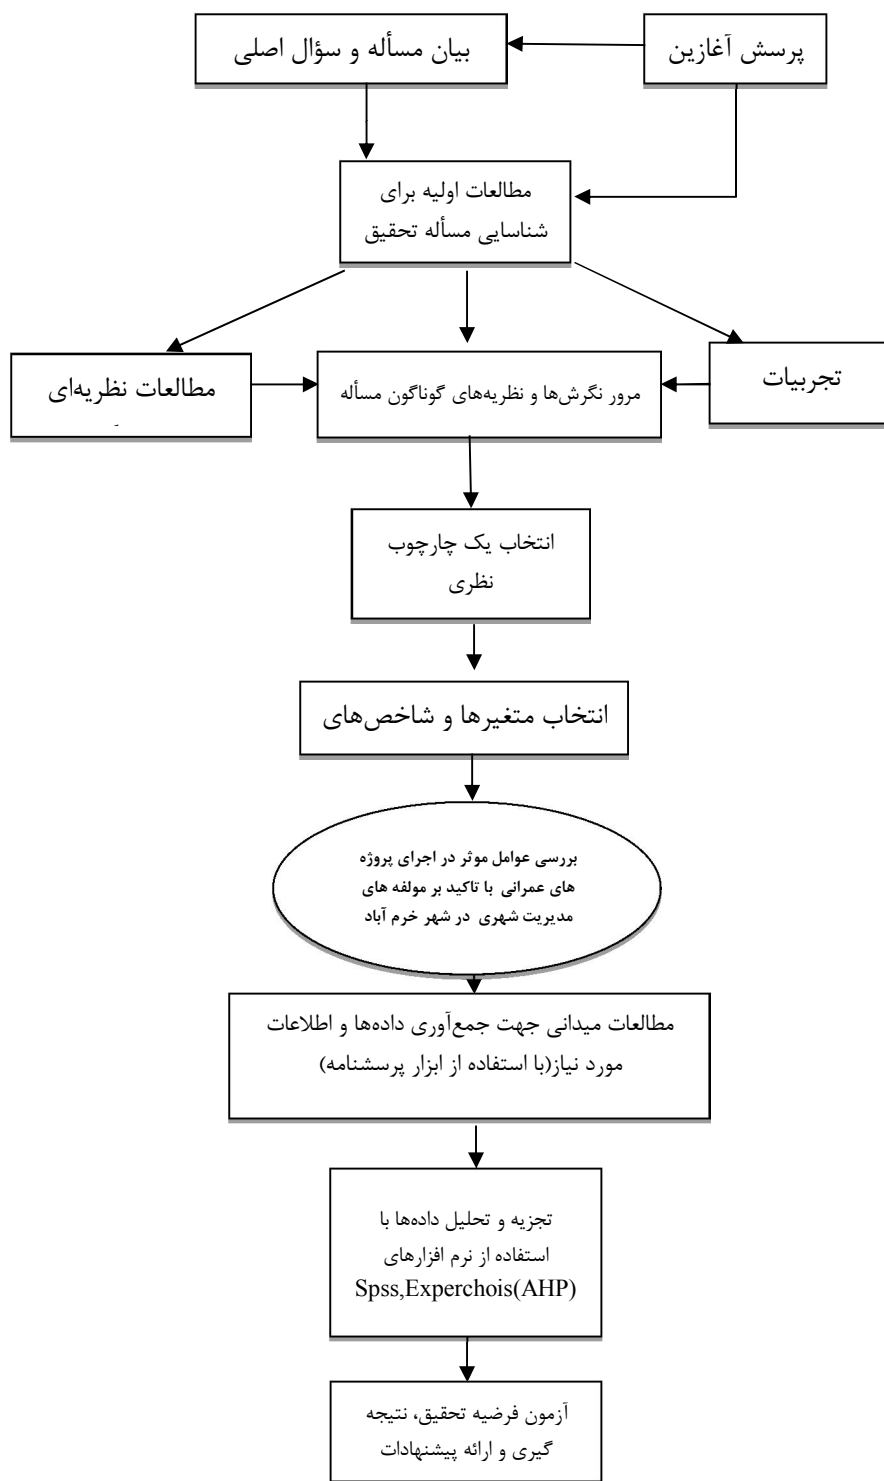 پرسش آغازین
بیان مسأله و سؤال اصلی
مطالعات اولیه برای
شناسایی مسأله تحقیق
تجربیات
مرور نگرش‌ها و نظریه‌های گوناگون مسأله
مطالعات نظریه‌ای
انتخاب یک چارچوب
نظری
انتخاب متغیرها و شاخص‌های
بررسی عوامل موثر در اجرای پروژه
های عمرانی با تاکید بر مولفه های
مدیریت شهری در شهر خرم آباد
مطالعات میدانی جهت جمع‌آوری داده‌ها و اطلاعات
مورد نیاز(با استفاده از ابزار پرسشنامه)
تجزیه و تحلیل داده‌ها با
استفاده از نرم افزارهای
Spss,Experchois(AHP)
آزمون فرضیه تحقیق، نتیجه
گیری و ارائه پیشنهادات